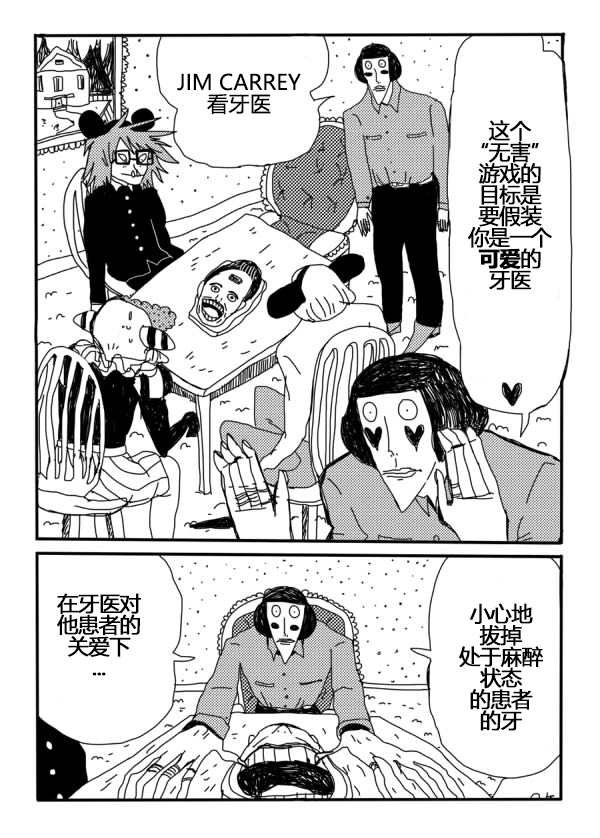 JIM CARREY
看牙医
这个
“无害”
游戏的
目标是
要假装
你是一个
可爱的
牙医
在牙医对
他患者的
关爱下
…
小心地
拔掉
处于麻醉
状态
的患者
的牙